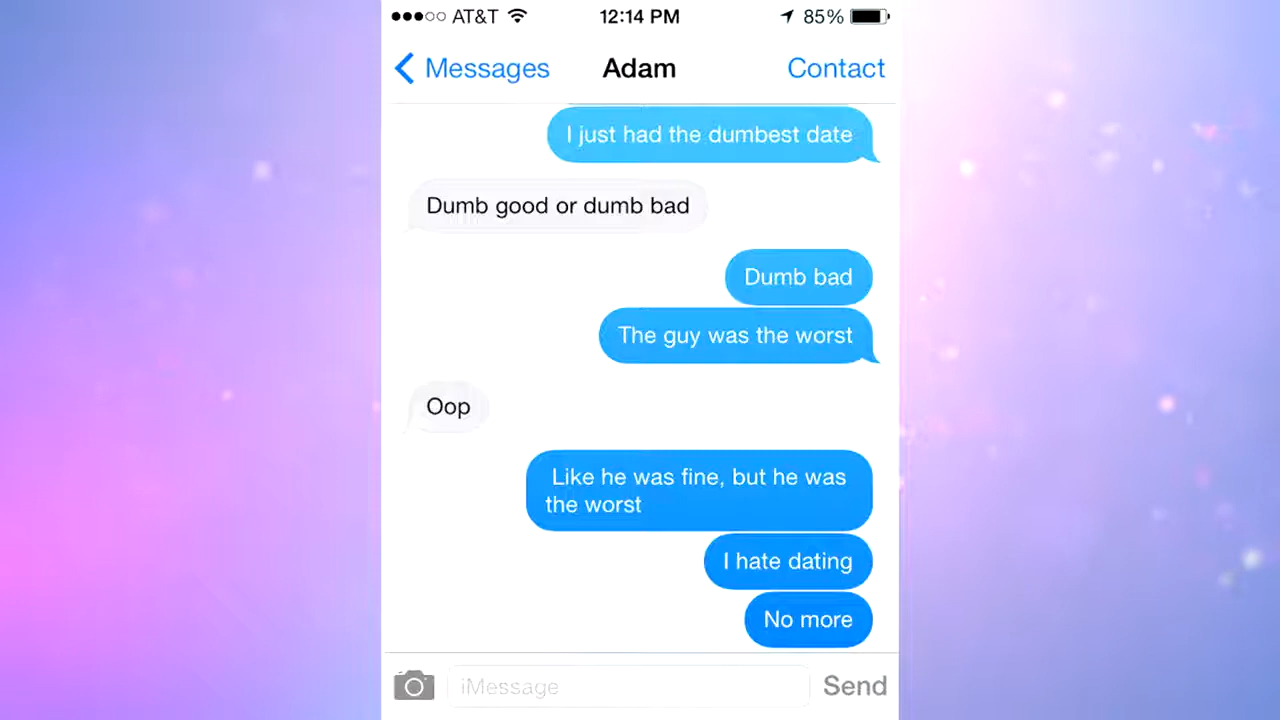 AT&T 12:14 PM 85%
Messages Adam Contact
I just had the dumbest date
Dumb good or dumb bad
Dumb bad
The guy was the worst
Oop
Like he was fine, but he was
the worst
I hate dating
No more
iMessage Send